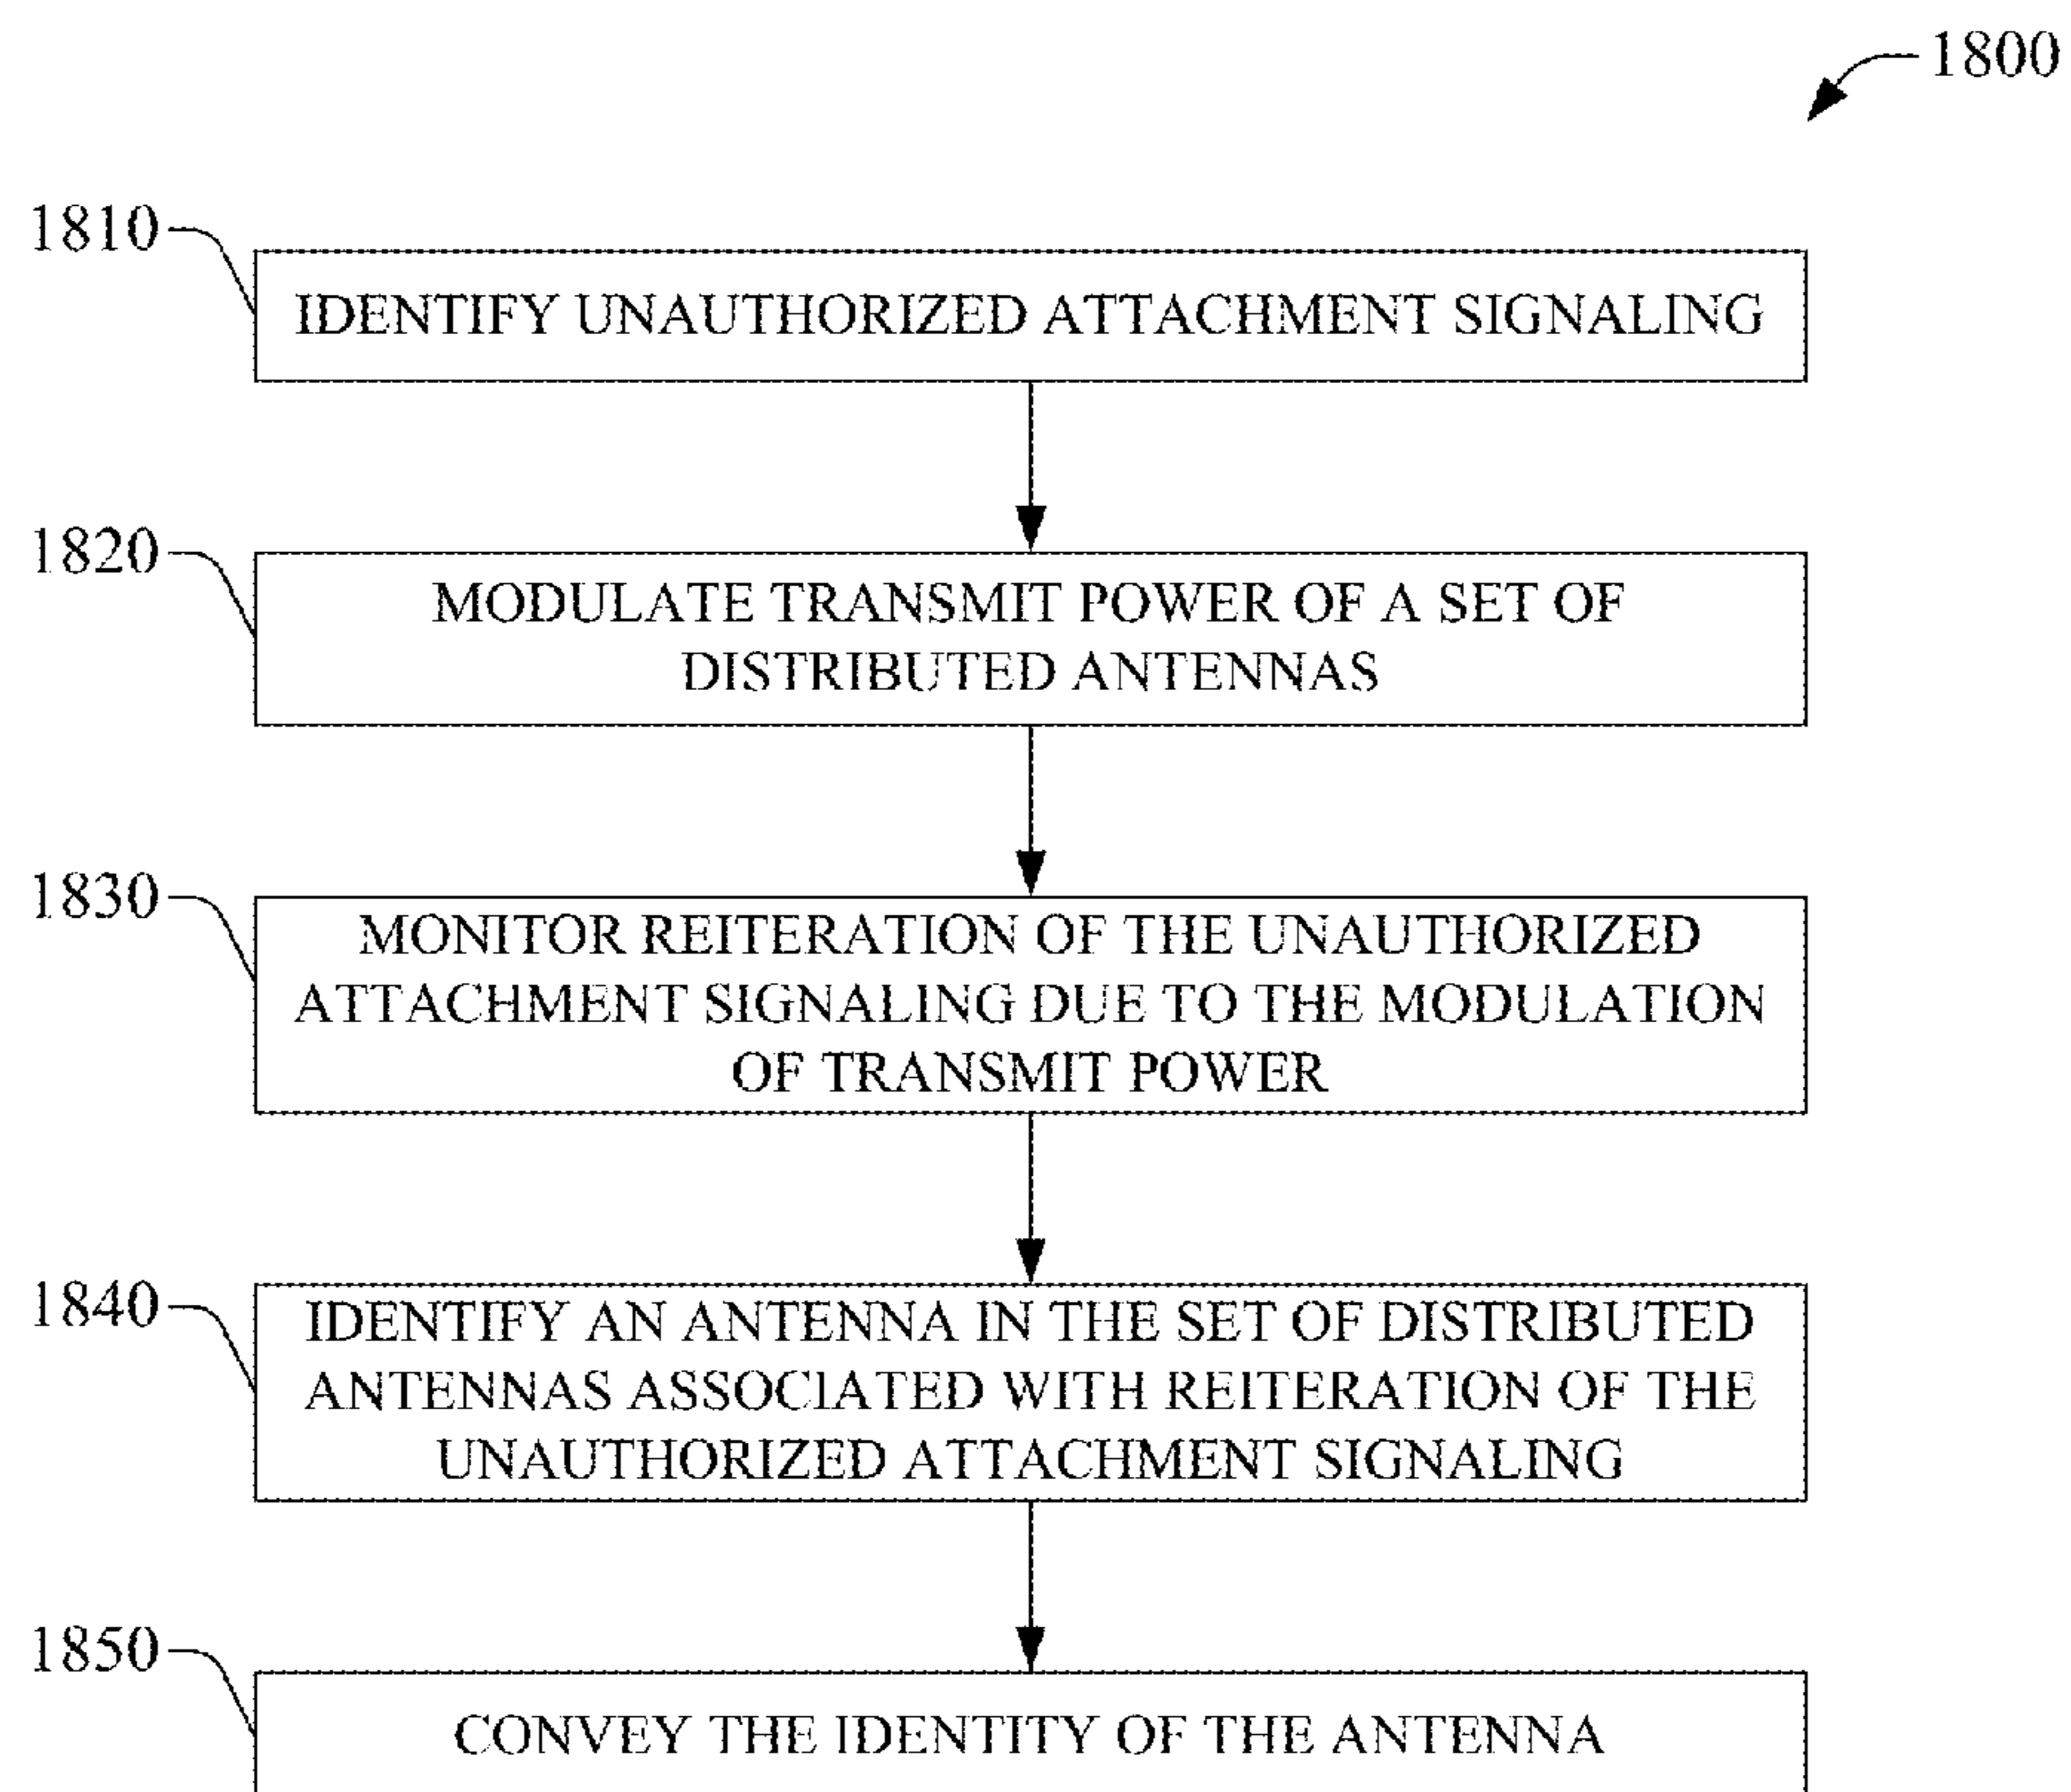 1800
1810
IDENTIFY UNAUTHORIZED ATTACHMENT SIGNALING
1820
MODULATE TRANSMIT POWER OF A SET OF
DISTRIBUTED ANTENNAS
1830
MONITOR REITERATION OF THE UNAUTHORIZED
ATTACHMENT SIGNALING DUE TO THE MODULATION
OF TRANSMIT POWER
1840
IDENTIFY AN ANTENNA IN THE SET OF DISTRIBUTED
ANTENNAS ASSOCIATED WITH REITERATION OF THE
UNAUTHORIZED ATTACHMENT SIGNALING
1850
CONVEY THE IDENTITY OF THE ANTENNA